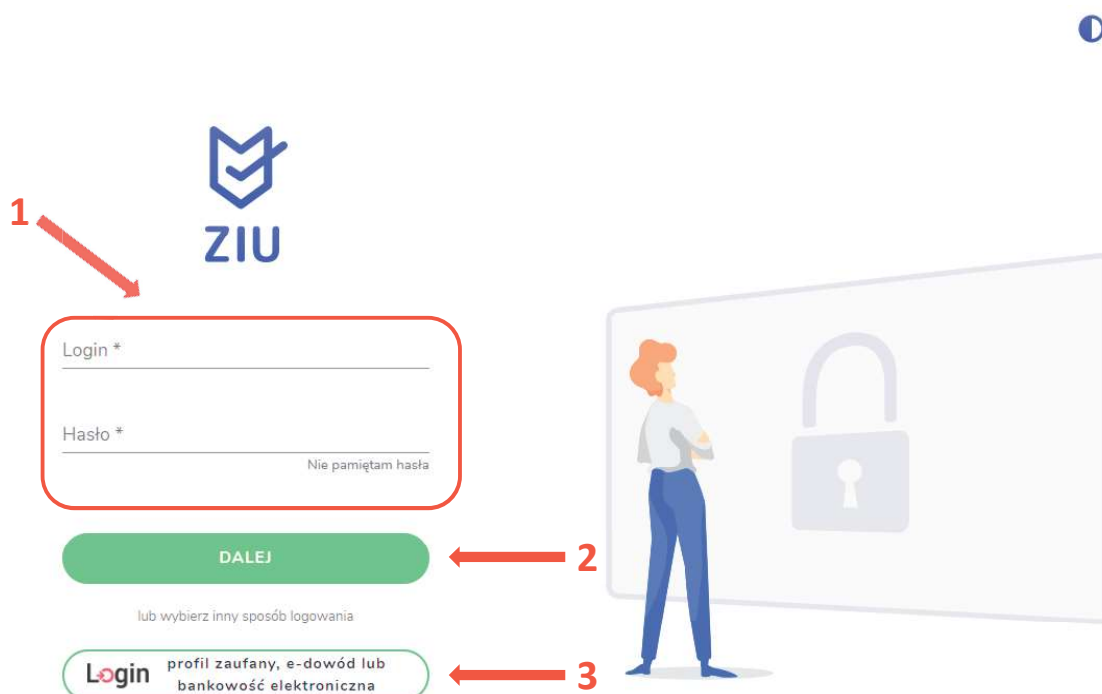 1
ZIU
Login *
Hasło *
Nie pamiętam hasła
DALEJ
2
lub wybierz inny sposób logowania
Login profil zaufany, e-dowód lub
bankowość elektroniczna
3